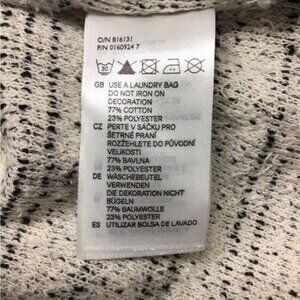 O/N 816131
P/N 0160924 7
30
GB USE A LAUNDRY BAG
DO NOT IRON ON
DECORATION
77% COTTON
23% POLYESTER
CZ PERTE V SÁČKU PRO
ŠETRNÉ PRANÍ
ROZŽEHLETE DO PŮVODNÍ
VELIKOSTI
77% BAVLNA
23% POLYESTER
DE WÄSCHEBEUTEL
VERWENDEN
DIE DEKORATION NICHT
BÜGELN
77% BAUMWOLLE
23% POLYESTER
ES UTILIZAR BOLSA DE LAVADO